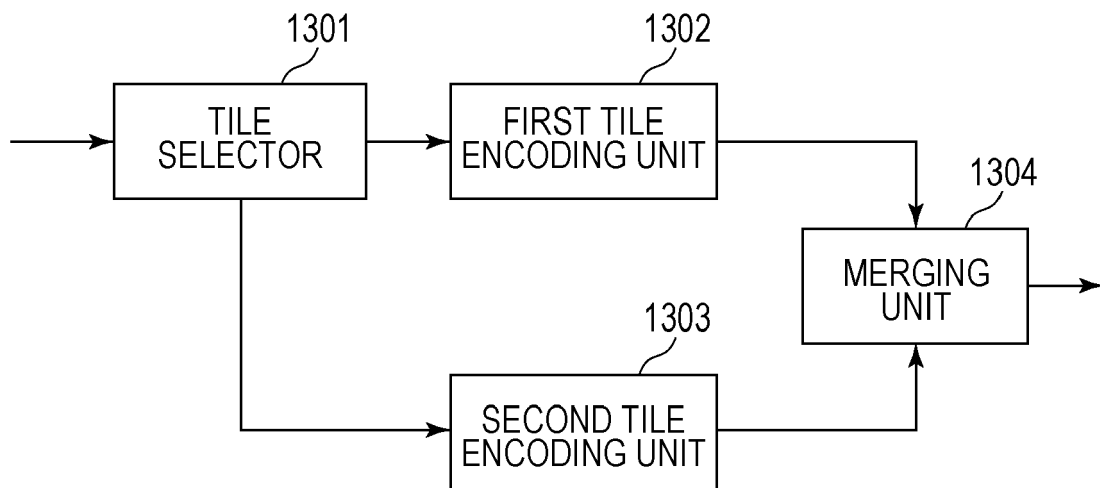 1301
TILE
SELECTOR
1302
FIRST TILE
ENCODING UNIT
1304
MERGING
UNIT
1303
SECOND TILE
ENCODING UNIT